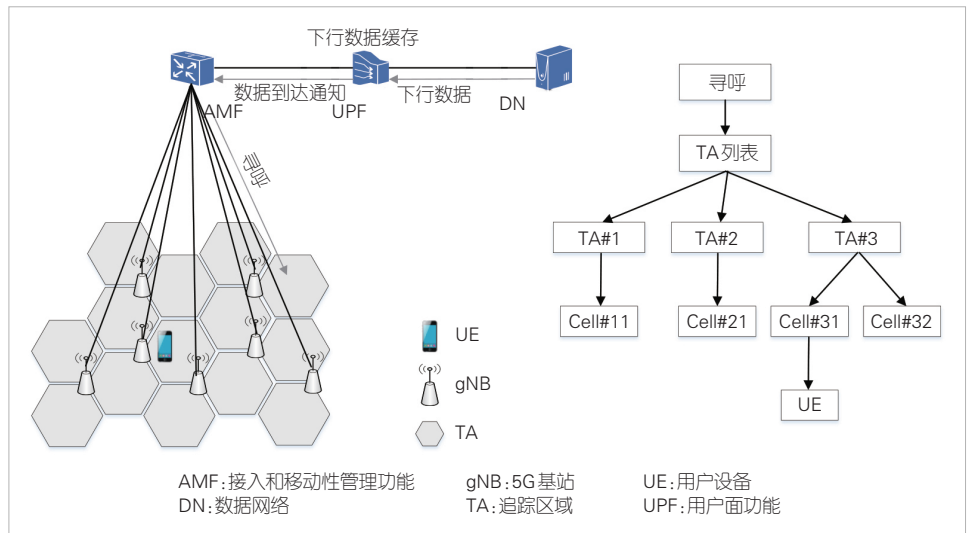 下行数据缓存
数据到达通知
下行数据
AMF
UPF
DN
寻呼
UE
gNB
TA
寻呼
TA列表
TA#1
TA#2
TA#3
Cell#11
Cell#21
Cell#31
Cell#32
UE
AMF:接入和移动性管理功能 gNB:5G基站 UE:用户设备
DN:数据网络 TA:追踪区域 UPF:用户面功能